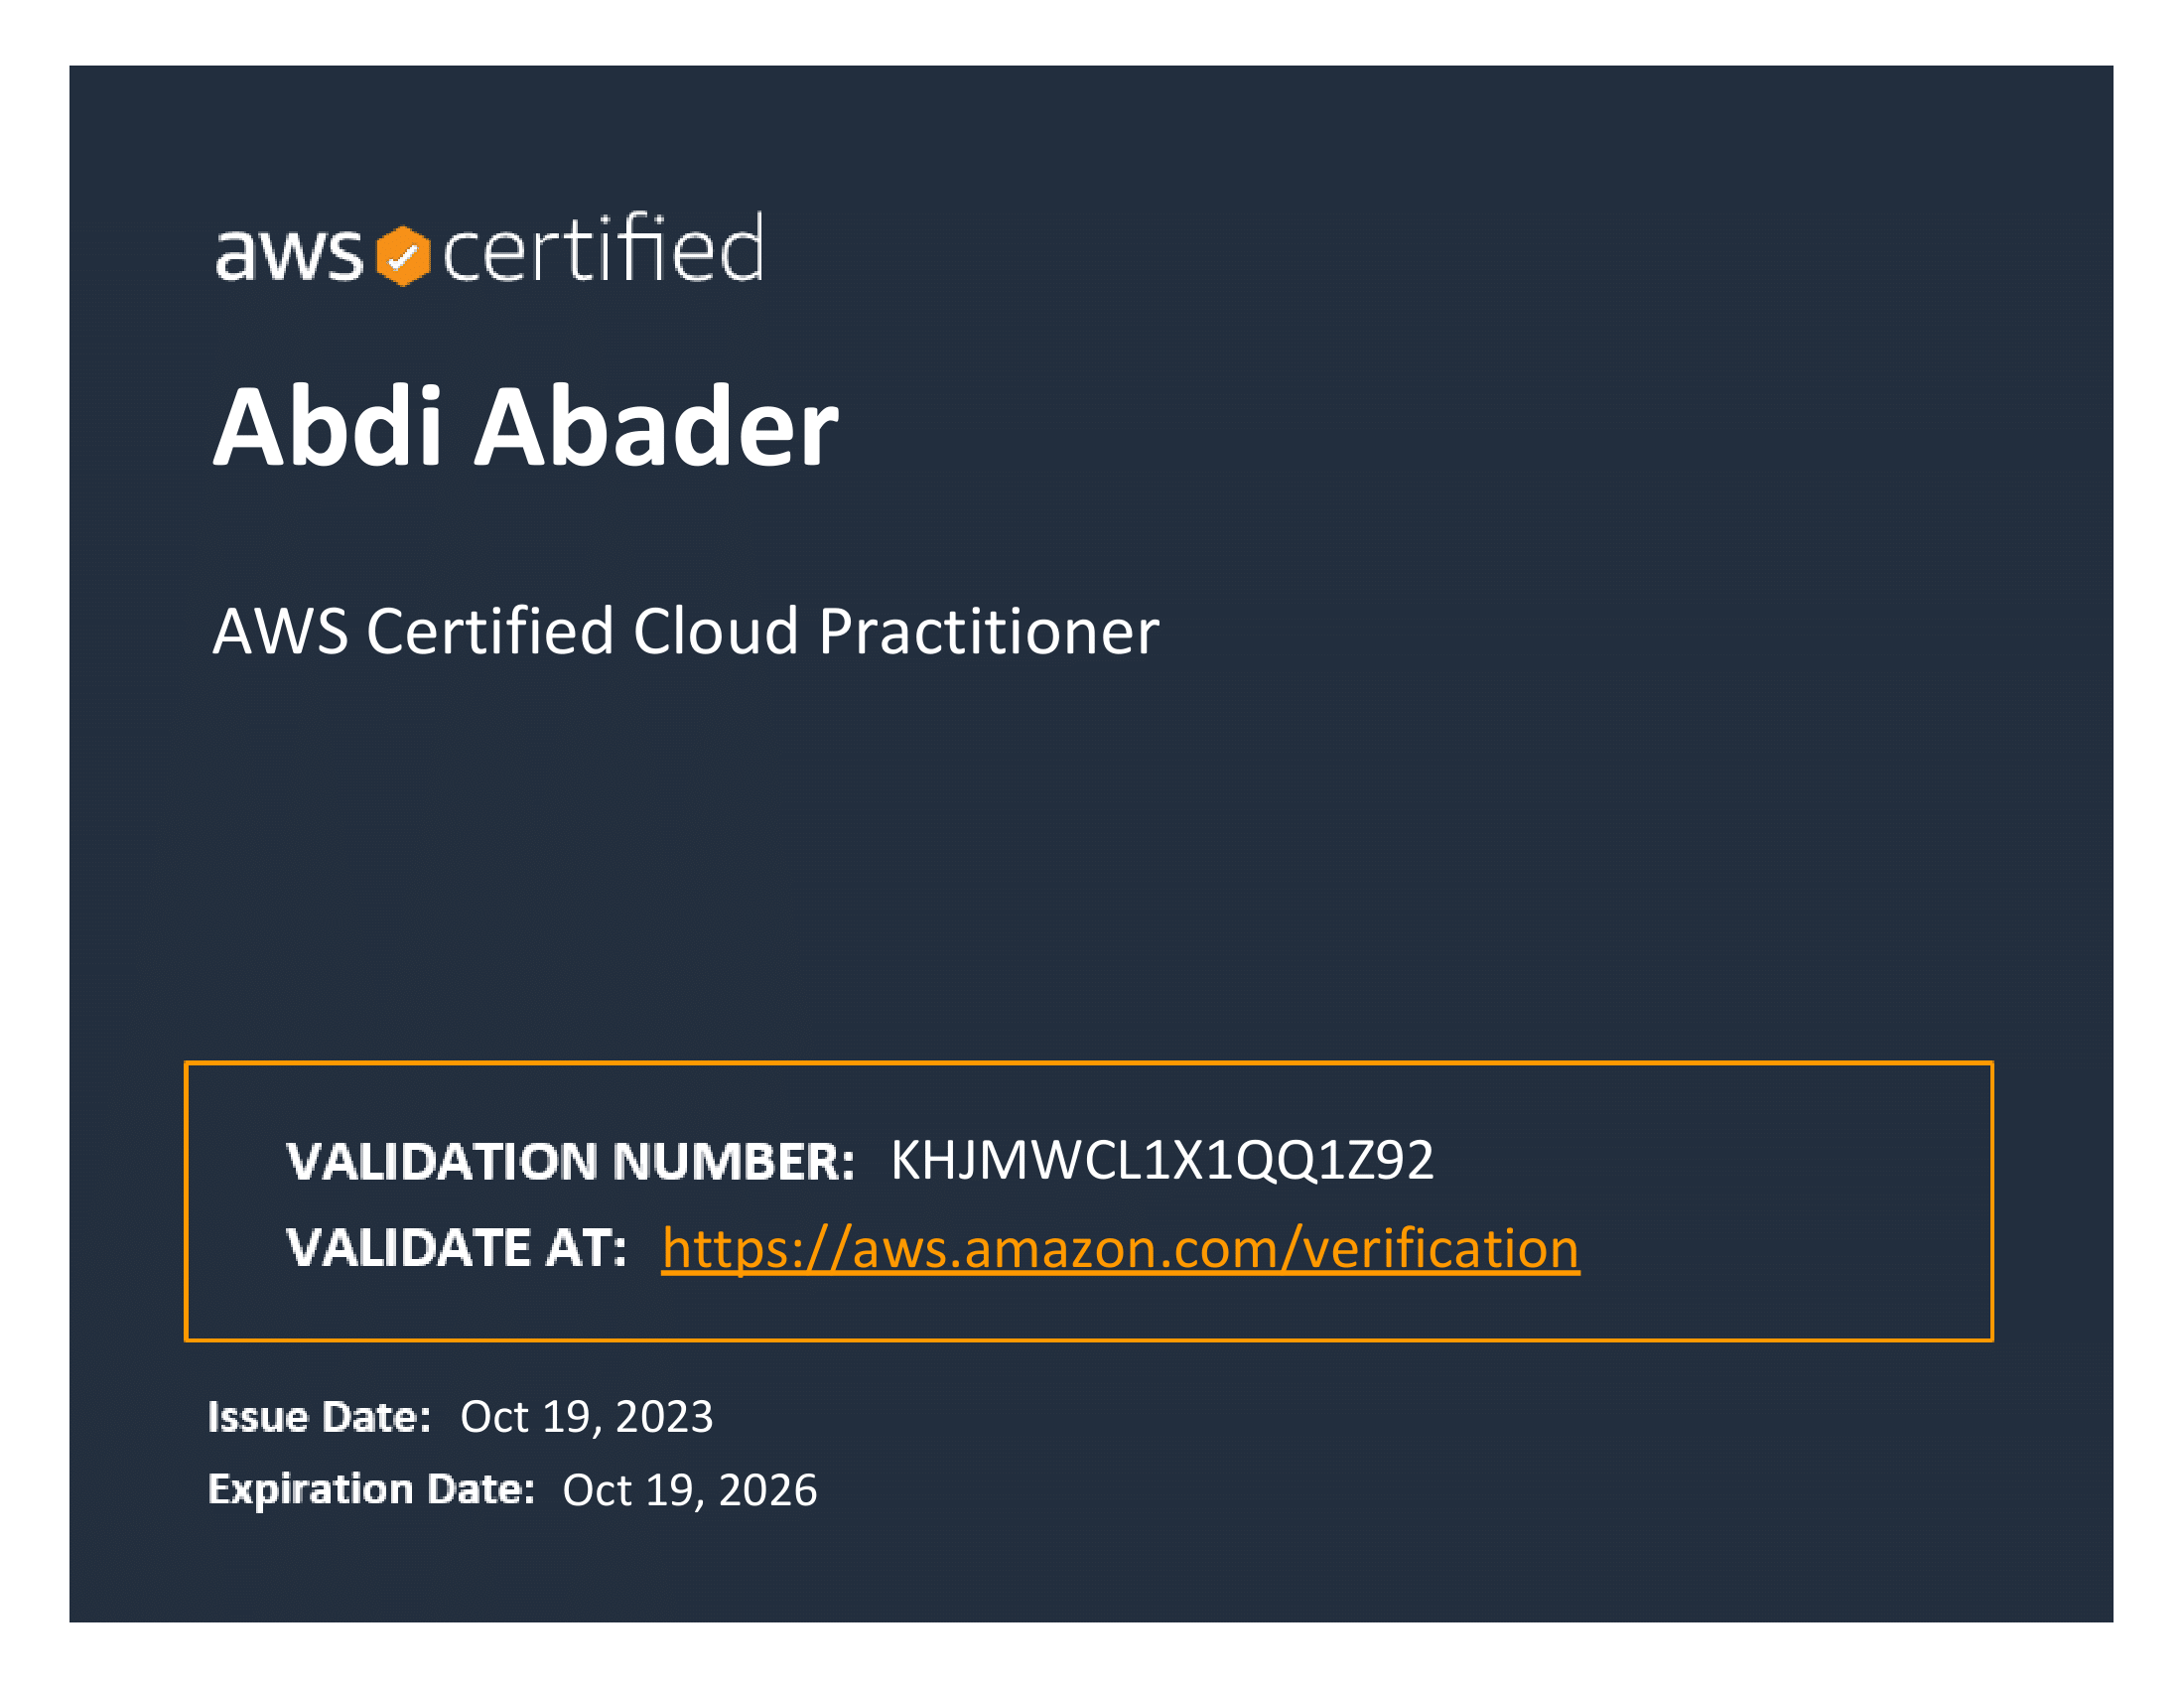 aws certified
Abdi Abader
AWS Certified Cloud Practitioner
VALIDATION NUMBER: KHJMWCL1X1QQ1Z92
VALIDATE AT: https://aws.amazon.com/verification
Issue Date: Oct 19, 2023
Expiration Date: Oct 19, 2026